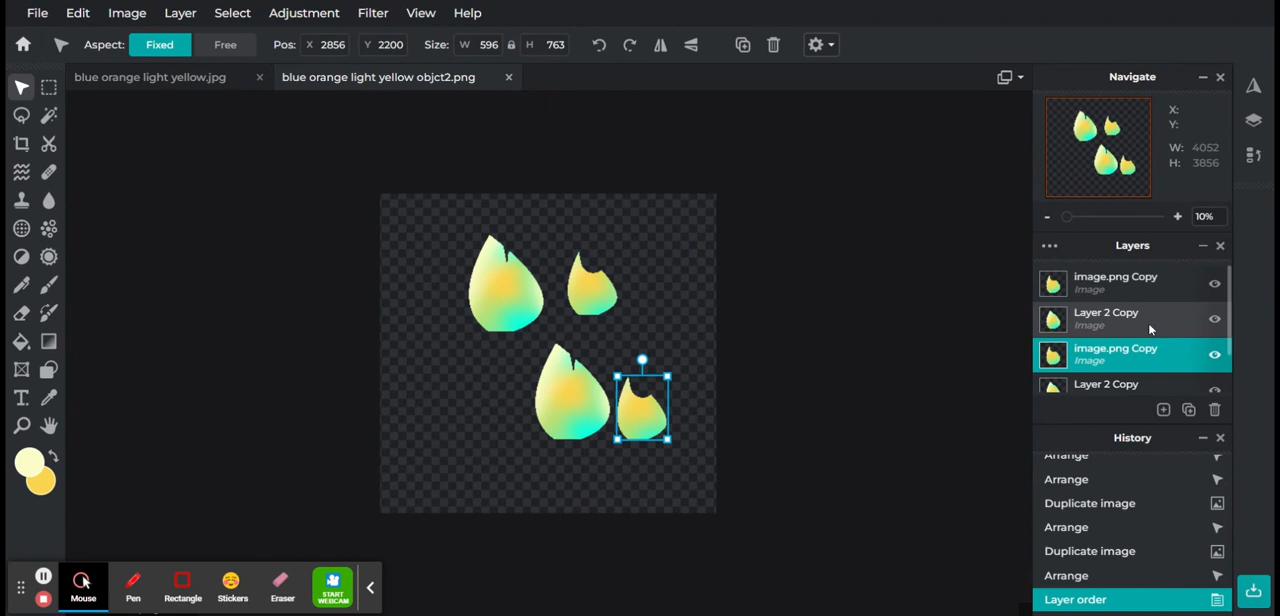 File Edit Image Layer Select Adjustment Filter View Help
Aspect: Fixed Free Pos: X 2856 Y 2200 Size: W 596 H 763
blue orange light yellow.jpg × blue orange light yellow objct2.png ×
Navigate
X:
Y:
W: 4052
H: 3856
- + 10%
Layers
image.png Copy
Image
Layer 2 Copy
Image
image.png Copy
Image
Layer 2 Copy
History
Arrange
Arrange
Duplicate image
Arrange
Duplicate image
Arrange
Layer order
Mouse Pen Rectangle Stickers Eraser START
WEBCAM